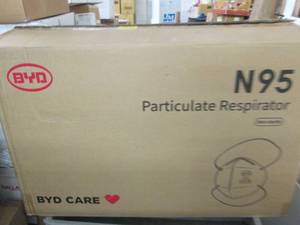 BYD
N95
Particulate Respirator
BYD CARE